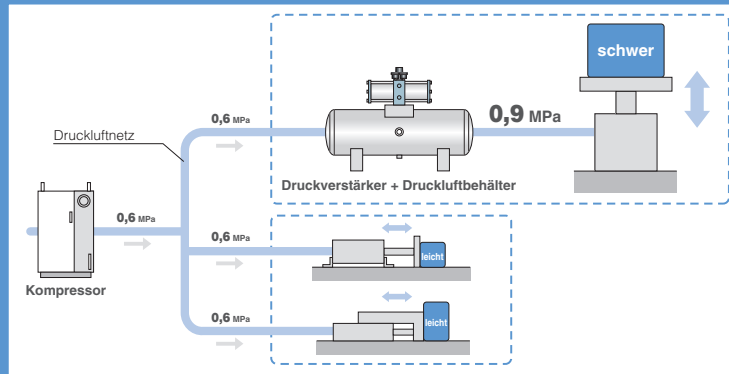 schwer
0,6 MPa
0,9 MPa
Druckluftnetz
Druckverstärker + Druckluftbehälter
0,6 MPa
0,6 MPa
leicht
Kompressor
0,6 MPa
leicht